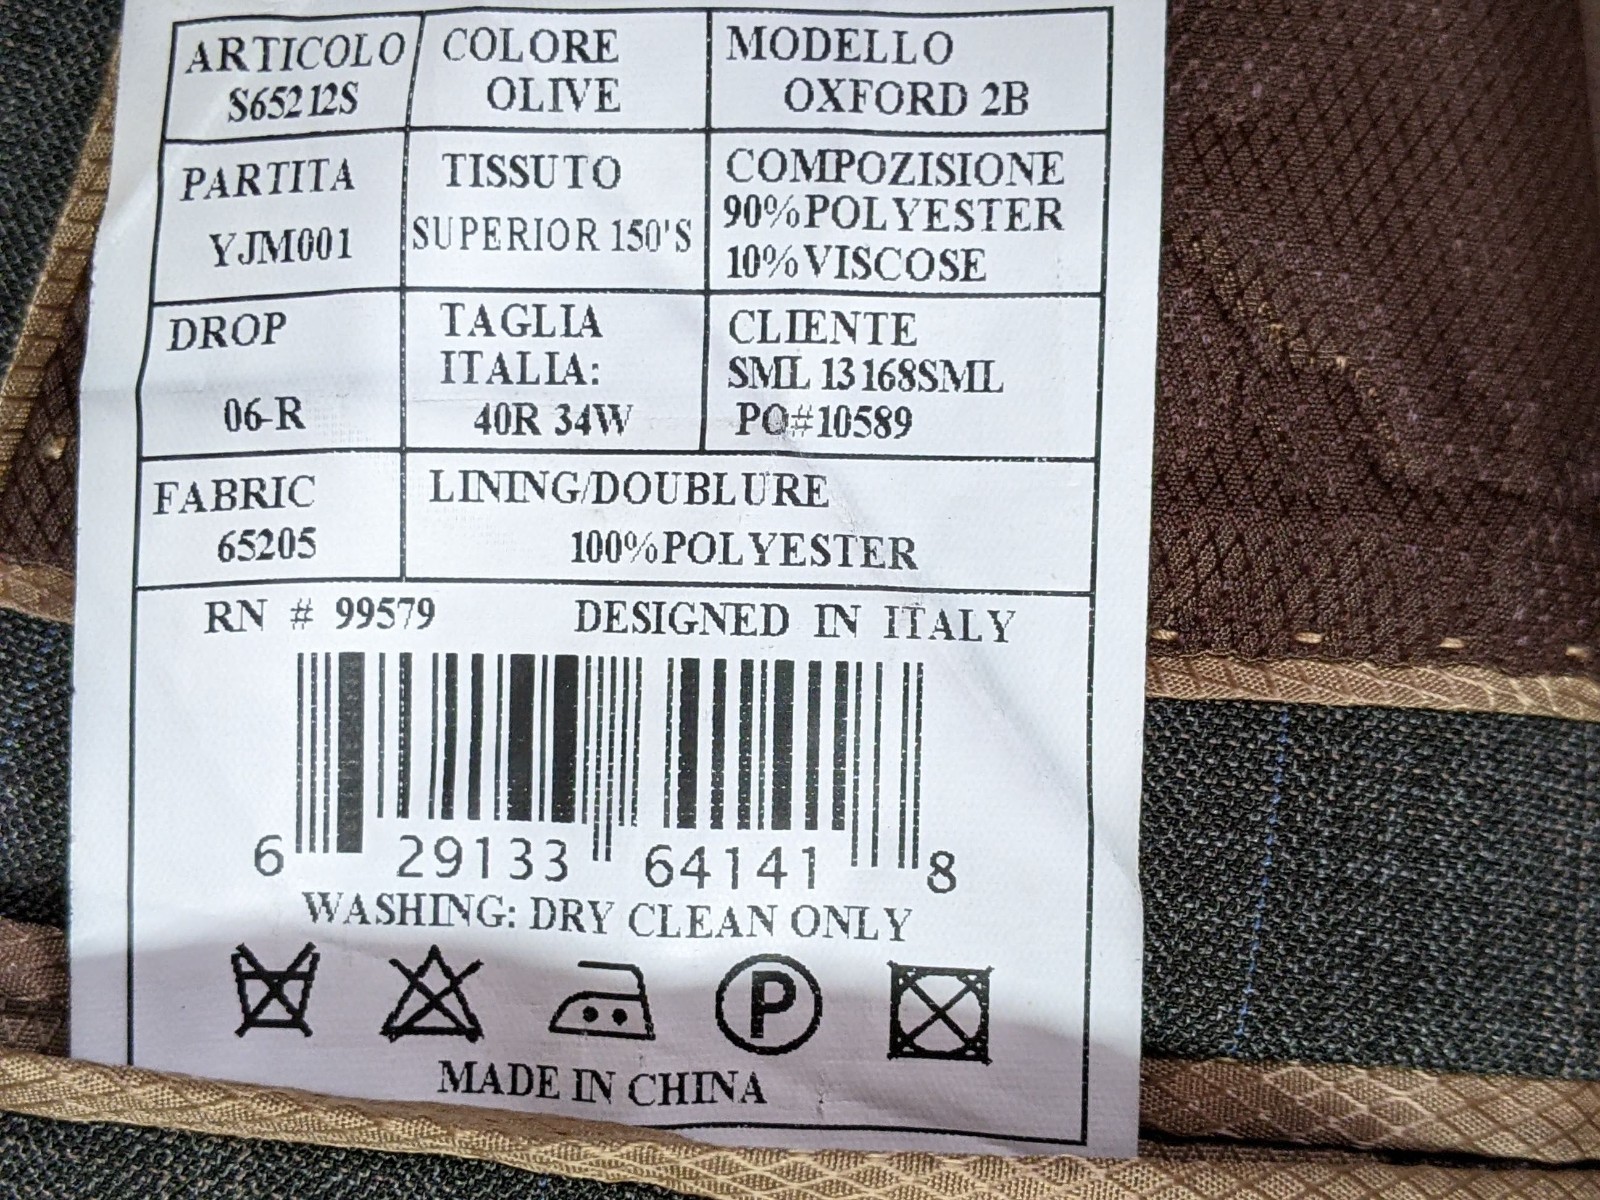 ARTICOLO
S65212S
COLORE
OLIVE
MODELLO
OXFORD 2B
PARTITA
YJM001
TISSUTO
SUPERIOR 150'S
COMPOZISIONE
90%POLYESTER
10%VISCOSE
DROP
06-R
TAGLIA
ITALIA:
40R 34W
CLIENTE
SML 13168SML
PO#10589
FABRIC
65205
LINING/DOUBLURE
100%POLYESTER
RN # 99579 DESIGNED IN ITALY
6 29133 64141 8
WASHING: DRY CLEAN ONLY
P
MADE IN CHINA